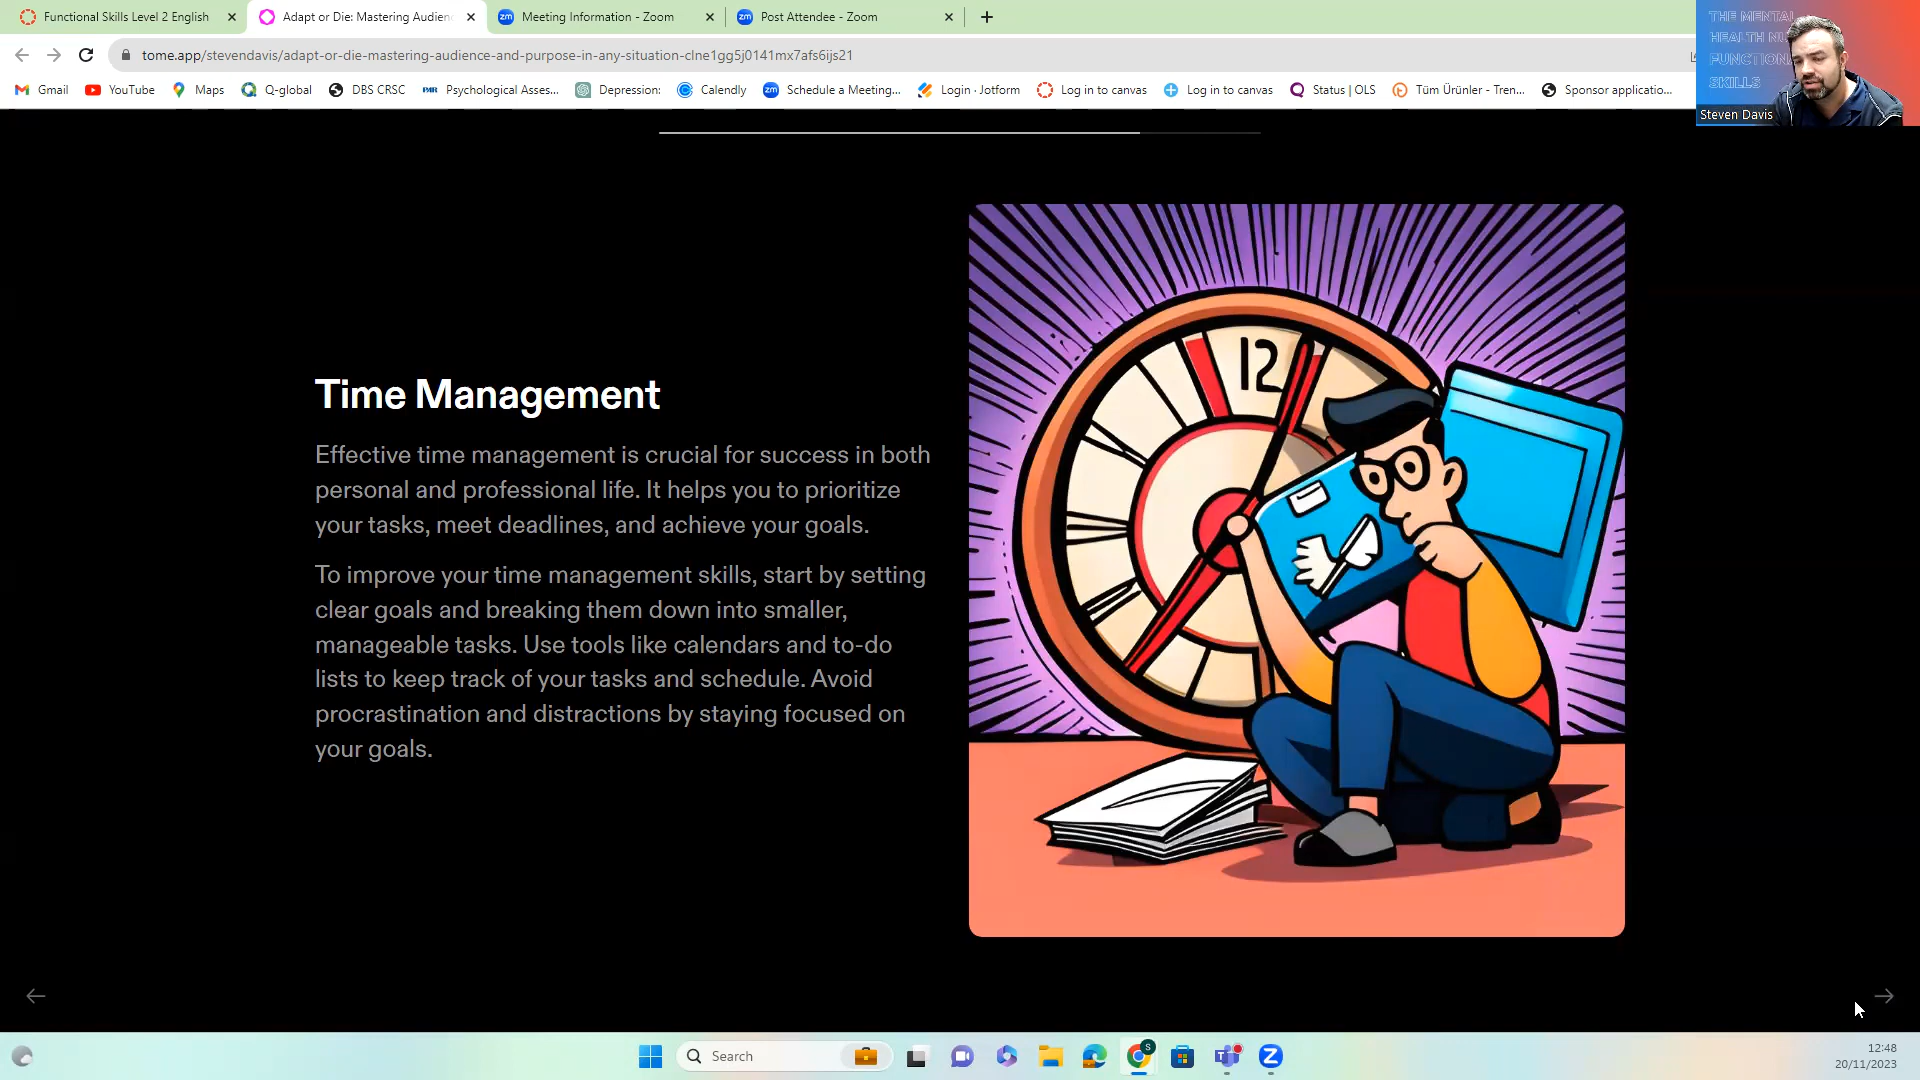 Functional Skills Level 2 English
Adapt or Die: Mastering Audien
Meeting Information - Zoom
Post Attendee - Zoom
tome.app/stevendavis/adapt-or-die-mastering-audience-and-purpose-in-any-situation-clne1gg5j0141mx7afs6ijs21
Gmail
YouTube
Maps
Q-global
DBS CRSC
Psychological Asses...
Depression:
Calendly
Schedule a Meeting...
Login · Jotform
Log in to canvas
Log in to canvas
Status | OLS
Tüm Ürünler - Tren...
Sponsor applicatio...
THE MENTAL
HEALTH
FUNCTION
SKILLS
Steven Davis
Time Management
Effective time management is crucial for success in both
personal and professional life. It helps you to prioritize
your tasks, meet deadlines, and achieve your goals.
To improve your time management skills, start by setting
clear goals and breaking them down into smaller,
manageable tasks. Use tools like calendars and to-do
lists to keep track of your tasks and schedule. Avoid
procrastination and distractions by staying focused on
your goals.
12
Search
12:48
20/11/2023